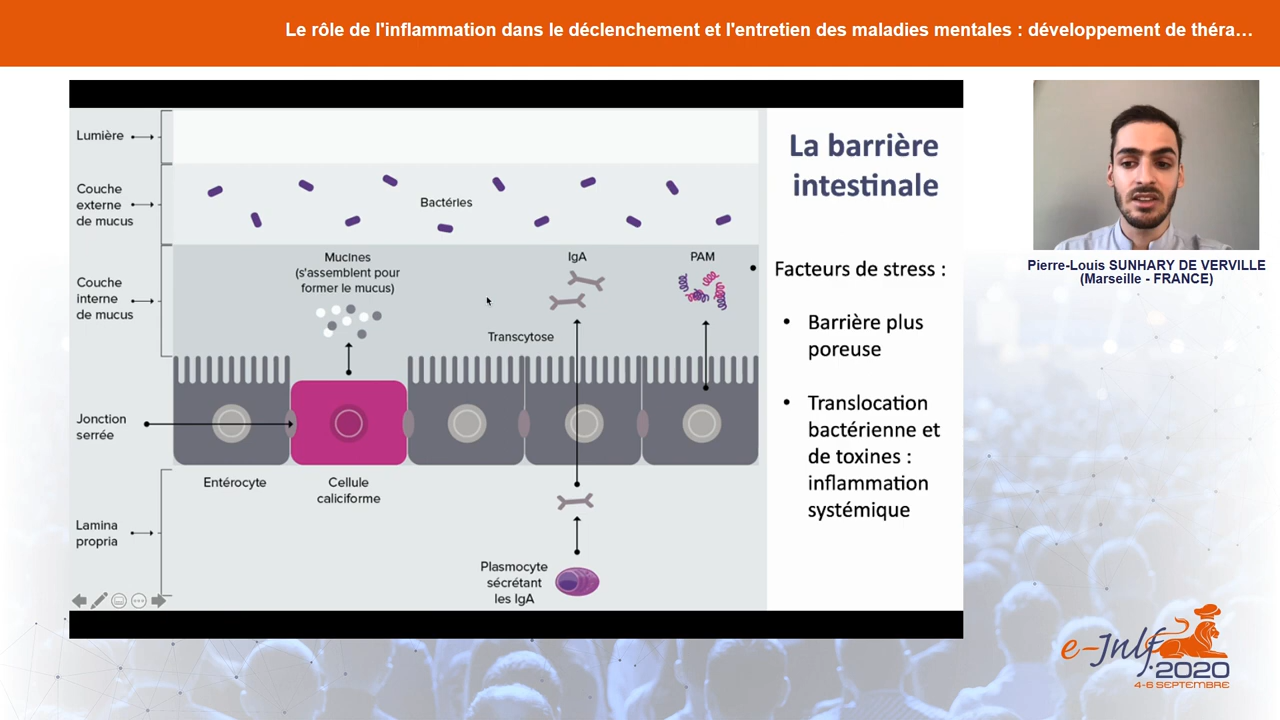 Le rôle de l'inflammation dans le déclenchement et l'entretien des maladies mentales : développement de théra…
Lumière
Couche
externe
de mucus
Bactéries
Couche
interne
de mucus
Mucines
(s'assemblent pour
former le mucus)
IgA
PAM
Transcytose
Jonction
serrée
Entérocyte
Cellule
caliciforme
Lamina
propria
Plasmocyte
sécrétant
les IgA
La barrière
intestinale
Facteurs de stress :
• Barrière plus
poreuse
• Translocation
bactérienne et
de toxines :
inflammation
systémique
Pierre-Louis SUNHARY DE VERVILLE
(Marseille - FRANCE)
e-JNLF
2020
4-6 SEPTEMBRE